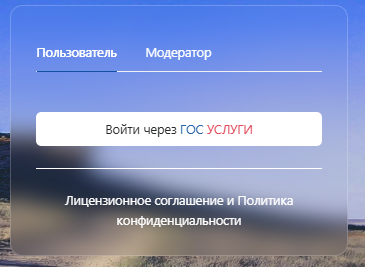 Пользователь Модератор
Войти через ГОС УСЛУГИ
Лицензионное соглашение и Политика
конфиденциальности